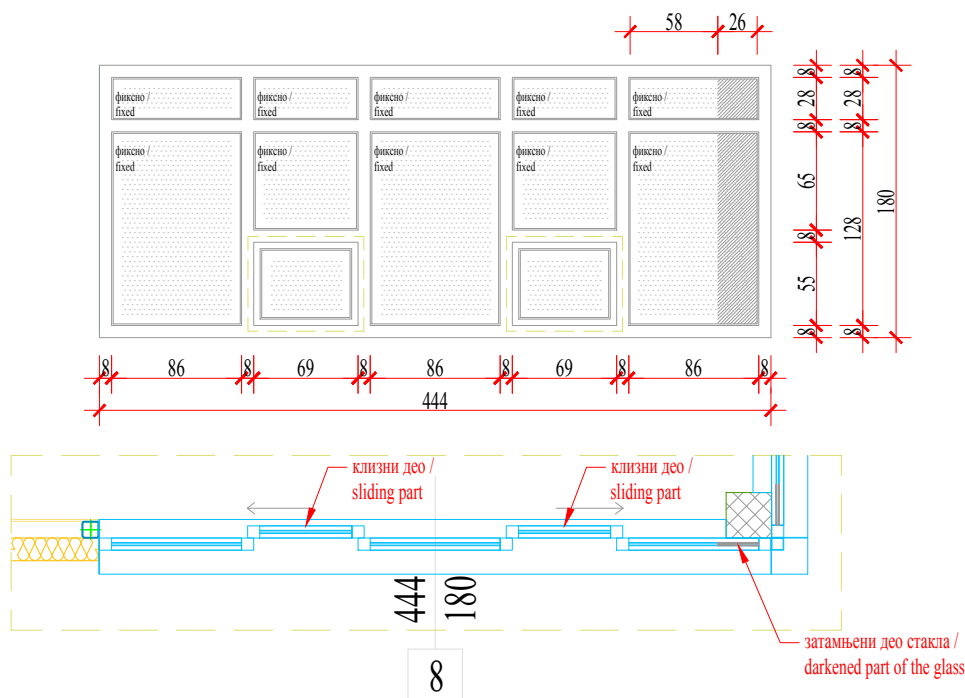 58 26
фиксно /
fixed
фиксно /
fixed
фиксно /
fixed
фиксно /
fixed
фиксно /
fixed
фиксно /
fixed
фиксно /
fixed
фиксно /
fixed
фиксно /
fixed
фиксно /
fixed
8 28 8 65 8 55 8
8 28 8 128 8
180
8 86 8 69 8 86 8 69 8 86 8
444
клизни део /
sliding part
клизни део /
sliding part
444 180
8
затамњени део стакла /
darkened part of the glass